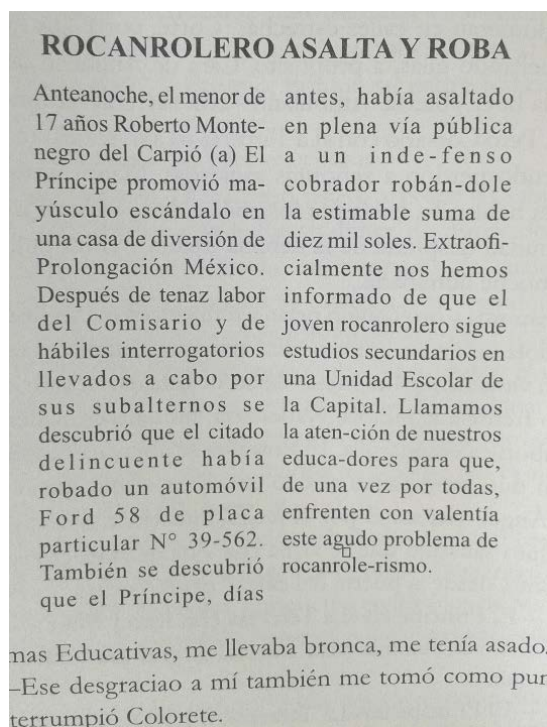 ROCANROLERO ASALTA Y ROBA
Anteanoche, el menor de
17 años Roberto Monte-
negro del Carpió (a) El
Príncipe promovió ma-
yúsculo escándalo en
una casa de diversión de
Prolongación México.
Después de tenaz labor
del Comisario y de
hábiles interrogatorios
llevados a cabo por
sus subalternos se
descubrió que el citado
delincuente había
robado un automóvil
Ford 58 de placa
particular N° 39-562.
También se descubrió
que el Príncipe, días
antes, había asaltado
en plena vía pública
a un inde-fenso
cobrador robán-dole
la estimable suma de
diez mil soles. Extraofi-
cialmente nos hemos
informado de que el
joven rocanrolero sigue
estudios secundarios en
una Unidad Escolar de
la Capital. Llamamos
la aten-ción de nuestros
educa-dores para que,
de una vez por todas,
enfrenten con valentía
este agudo problema de
rocanrole-rismo.
mas Educativas, me llevaba bronca, me tenía asado.
–Ese desgraciao a mí también me tomó como pun
terrumpió Colorete.